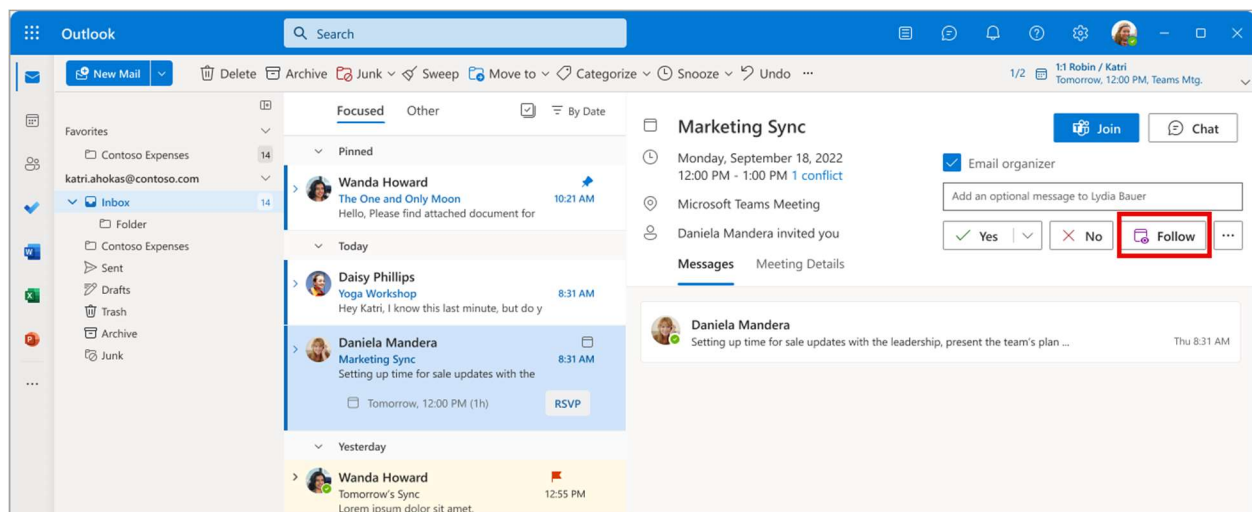 Outlook
Search
New Mail
Delete Archive Junk Sweep Move to Categorize Snooze Undo ...
1/2 1:1 Robin / Katri
Tomorrow, 12:00 PM, Teams Mtg.
Favorites
Contoso Expenses 14
katri.ahokas@contoso.com
Inbox 14
Folder
Contoso Expenses
Sent
Drafts
Trash
Archive
Junk
...
Focused Other By Date
Pinned
Wanda Howard
The One and Only Moon 10:21 AM
Hello, Please find attached document for
Today
Daisy Phillips
Yoga Workshop 8:31 AM
Hey Katri, I know this last minute, but do y
Daniela Mandera
Marketing Sync 8:31 AM
Setting up time for sale updates with the
Tomorrow, 12:00 PM (1h) RSVP
Yesterday
Wanda Howard
Tomorrow's Sync 12:55 PM
Lorem ipsum dolor sit amet,
Marketing Sync
Join Chat
Monday, September 18, 2022
12:00 PM - 1:00 PM 1 conflict
Microsoft Teams Meeting
Daniela Mandera invited you
Email organizer
Add an optional message to Lydia Bauer
Yes No Follow ...
Messages Meeting Details
Daniela Mandera
Setting up time for sale updates with the leadership, present the team's plan ... Thu 8:31 AM